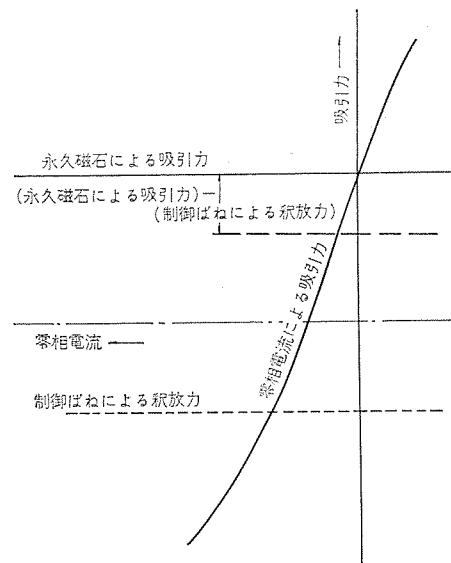 吸引力
永久磁石による吸引力
(永久磁石による吸引力)−
(制御ばねによる釈放力)
零相電流による吸引力
零相電流
制御ばねによる釈放力